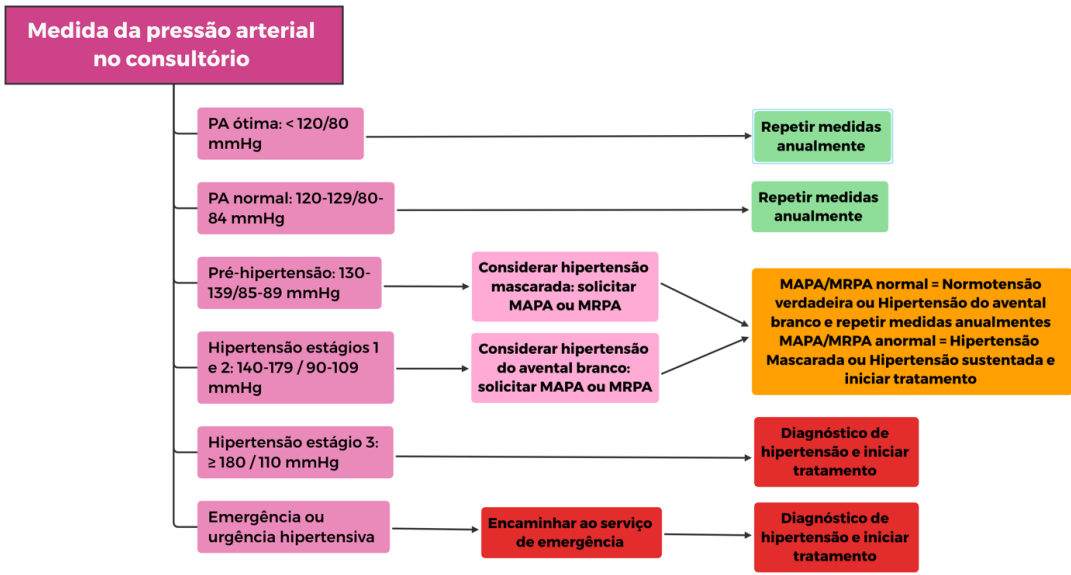 Medida da pressão arterial
no consultório
PA ótima: < 120/80
mmHg
Repetir medidas
anualmente
PA normal: 120-129/80-
84 mmHg
Repetir medidas
anualmente
Pré-hipertensão: 130-
139/85-89 mmHg
Considerar hipertensão
mascarada: solicitar
MAPA ou MRPA
Hipertensão estágios 1
e 2: 140-179 / 90-109
mmHg
Considerar hipertensão
do avental branco:
solicitar MAPA ou MRPA
MAPA/MRPA normal = Normotensão
verdadeira ou Hipertensão do avental
branco e repetir medidas anualmentes
MAPA/MRPA anormal = Hipertensão
Mascarada ou Hipertensão sustentada e
iniciar tratamento
Hipertensão estágio 3:
≥ 180 / 110 mmHg
Diagnóstico de
hipertensão e iniciar
tratamento
Emergência ou
urgência hipertensiva
Encaminhar ao serviço
de emergência
Diagnóstico de
hipertensão e iniciar
tratamento